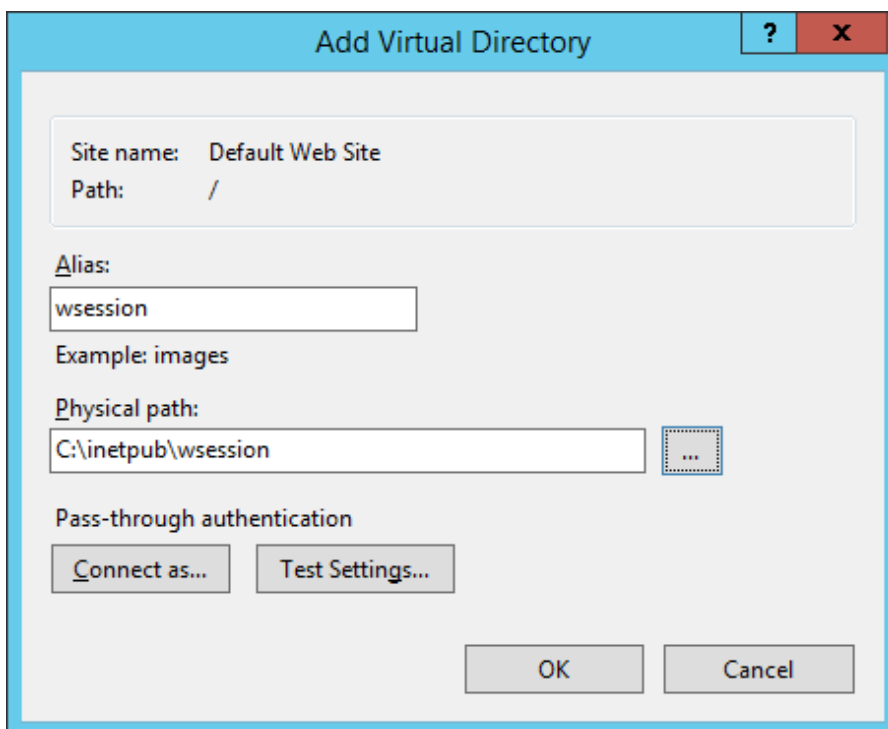 Add Virtual Directory
? x
Site name: Default Web Site
Path: /
Alias:
wsession
Example: images
Physical path:
C:\inetpub\wsession
...
Pass-through authentication
Connect as... Test Settings...
OK Cancel